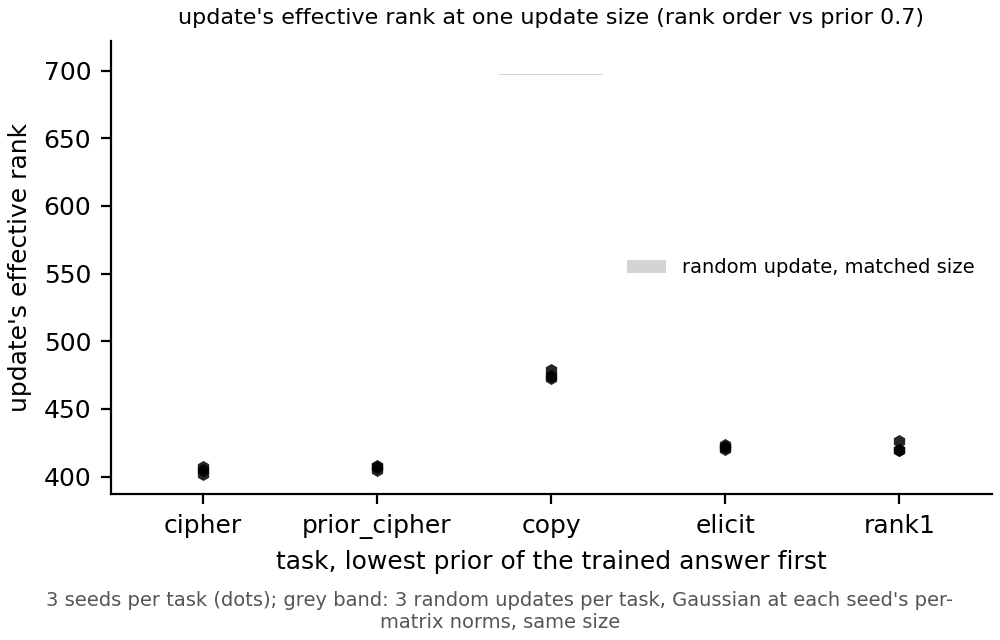 update's effective rank at one update size (rank order vs prior 0.7)
update's effective rank
700
650
600
550
500
450
400
random update, matched size
cipher
prior_cipher
copy
elicit
rank1
task, lowest prior of the trained answer first
3 seeds per task (dots); grey band: 3 random updates per task, Gaussian at each seed's per-
matrix norms, same size